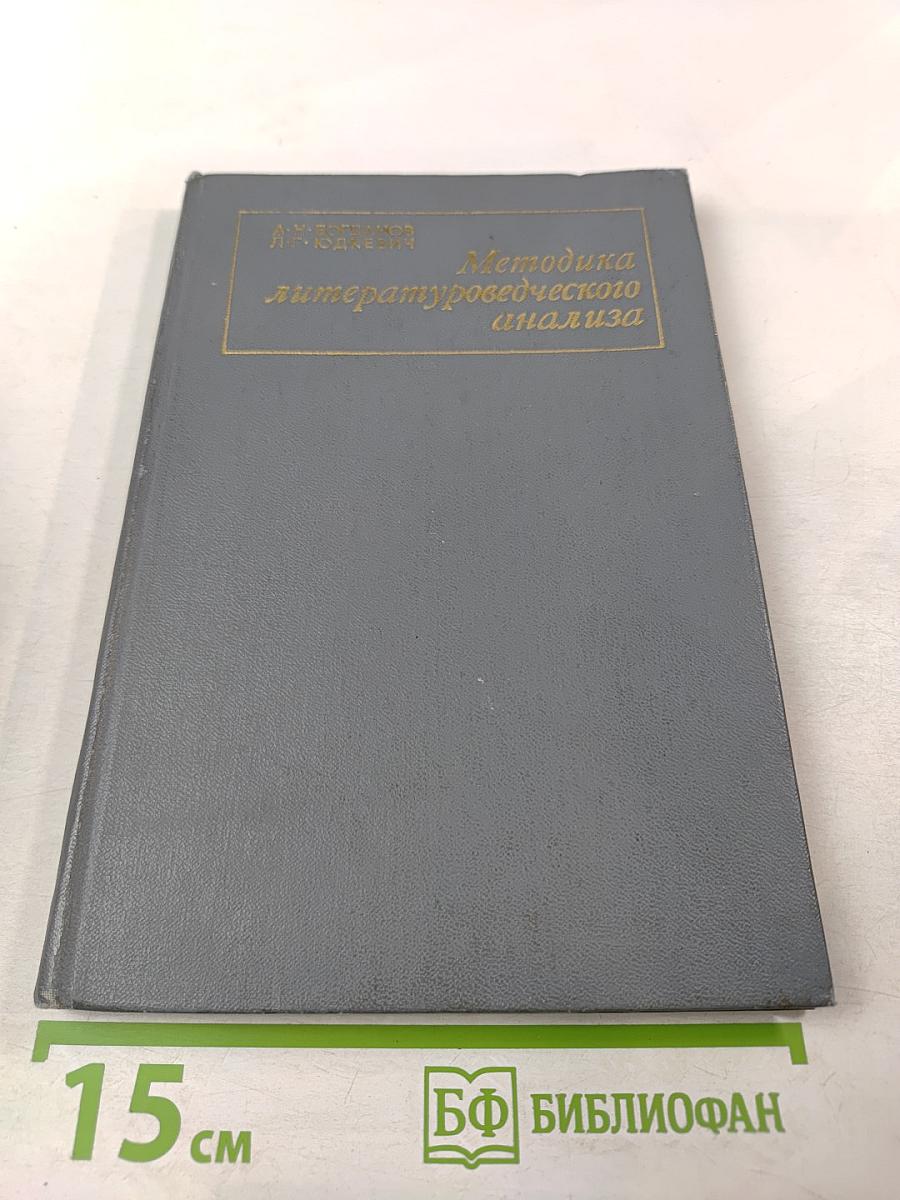 А·Н·БОГДАНОВ
Л·Г·ЮДКЕВИЧ
Методика
литературоведческого
анализа
15 см
БФ БИБЛИОФАН